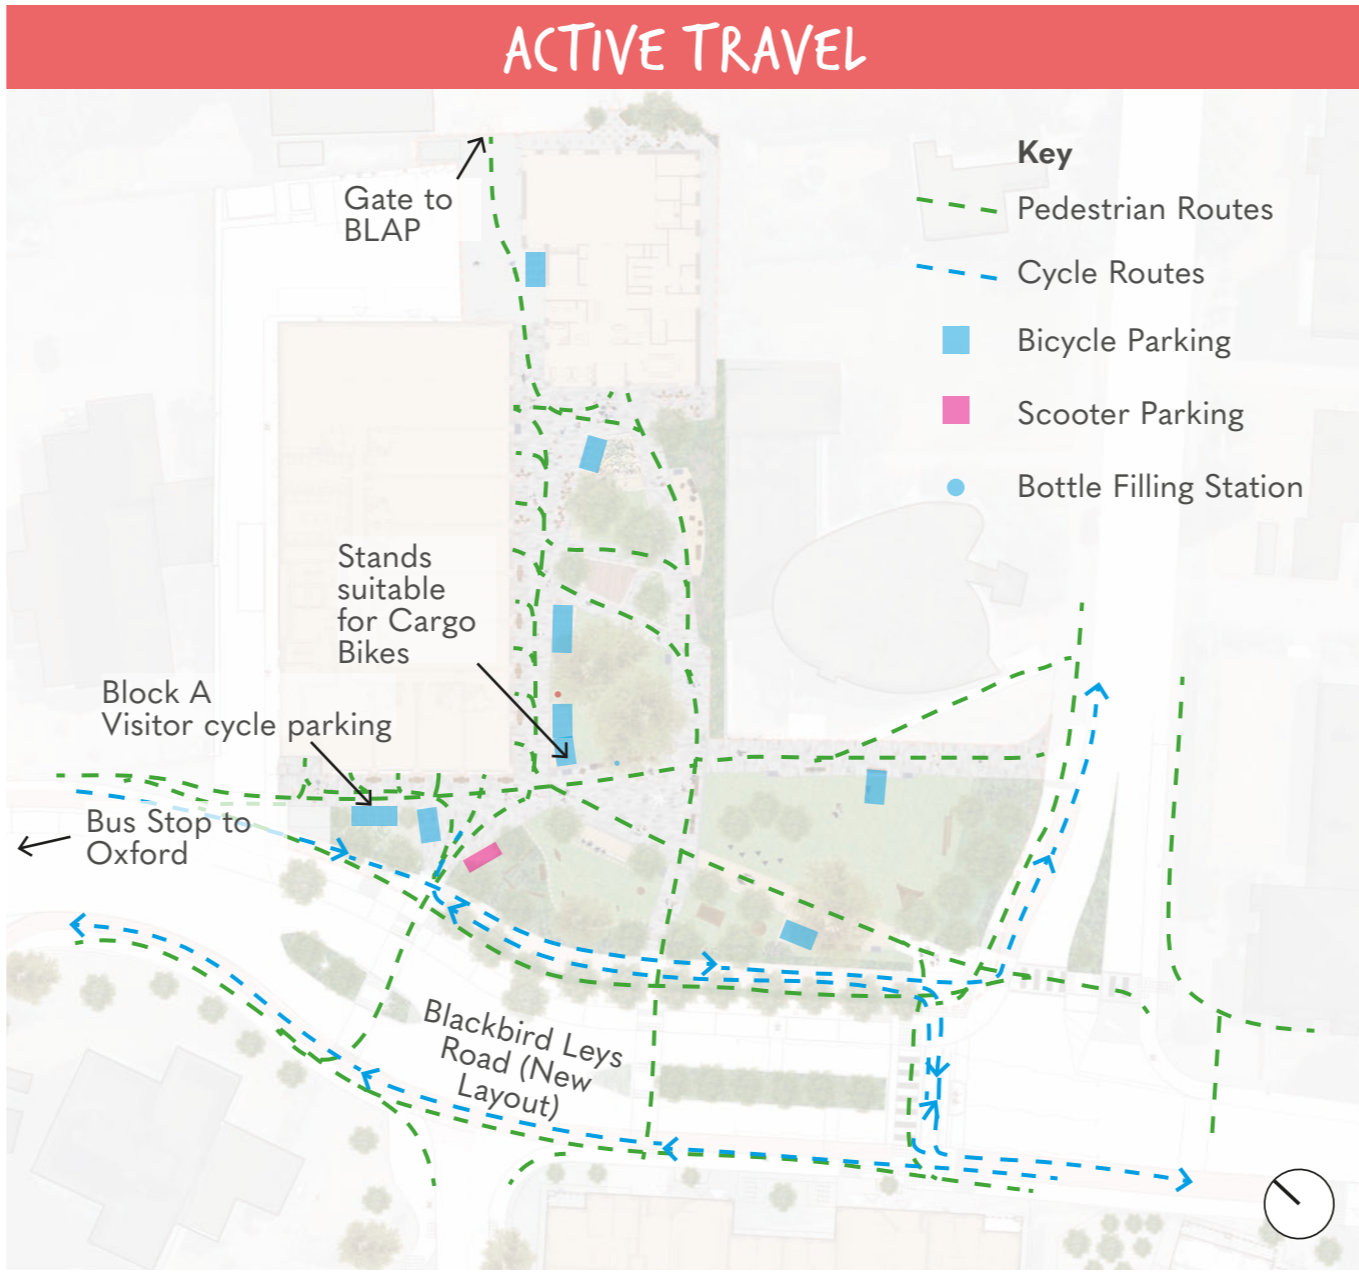 ACTIVE TRAVEL
Key
Pedestrian Routes
Cycle Routes
Bicycle Parking
Scooter Parking
Bottle Filling Station
Gate to
BLAP
Stands
suitable
for Cargo
Bikes
Block A
Visitor cycle parking
Bus Stop to
Oxford
Blackbird Leys
Road (New
Layout)